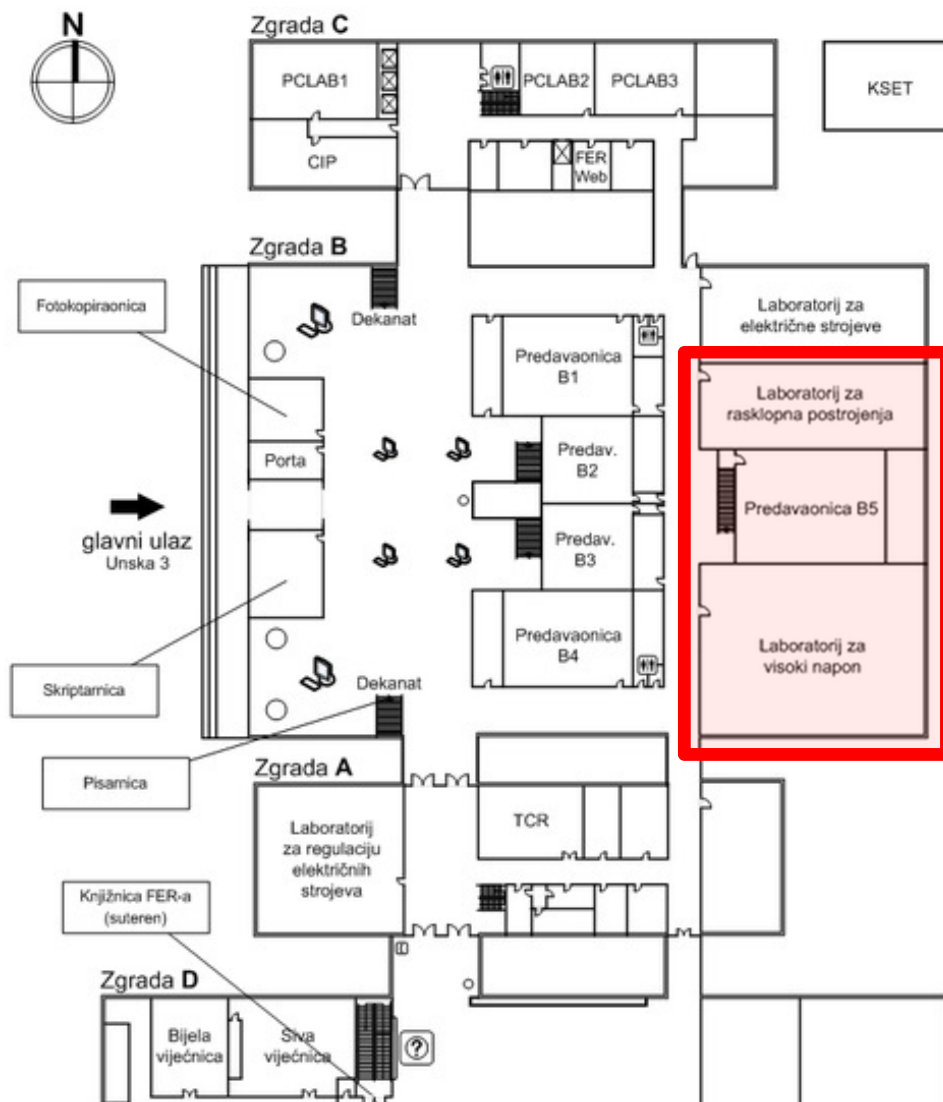 N
Zgrada C
PCLAB1
PCLAB2
PCLAB3
KSET
CIP
FER
Web
Zgrada B
Fotokopiraonica
Dekanat
Laboratorij za
električne strojeve
Predavaonica
B1
Laboratorij za
rasklopna postrojenja
Porta
Predav.
B2
Predavaonica B5
glavni ulaz
Unska 3
Predav.
B3
Predavaonica
B4
Laboratorij za
visoki napon
Skriptarnica
Dekanat
Pisarnica
Zgrada A
Laboratorij
za regulaciju
električnih
strojeva
TCR
Knjižnica FER-a
(suteren)
Zgrada D
Bijela
vijećnica
Siva
vijećnica
?